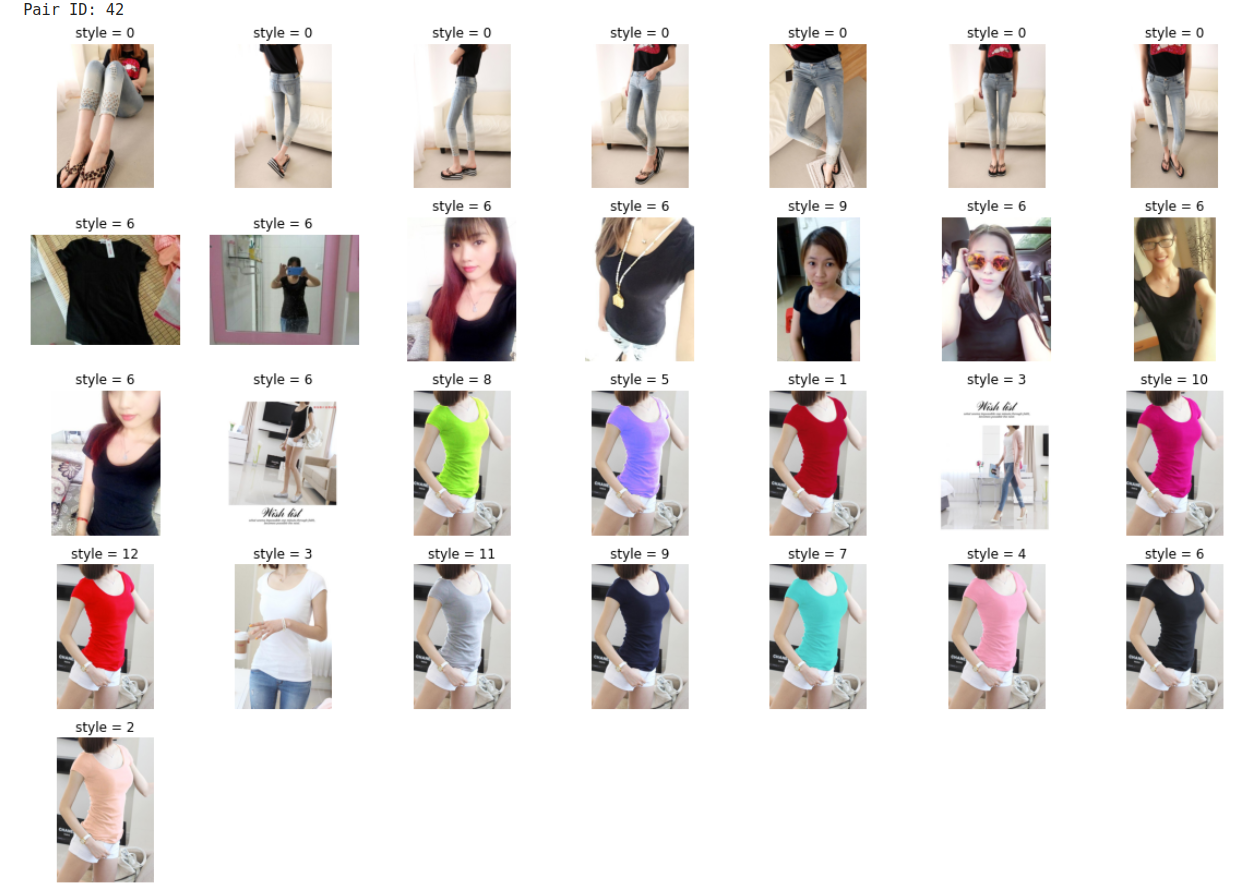 Pair ID: 42
style = 0 style = 0 style = 0 style = 0 style = 0 style = 0 style = 0
style = 6 style = 6 style = 6 style = 6 style = 9 style = 6 style = 6
style = 6 style = 6 style = 8 style = 5 style = 1 style = 3 style = 10
Wish list
Wish list
style = 12 style = 3 style = 11 style = 9 style = 7 style = 4 style = 6
style = 2